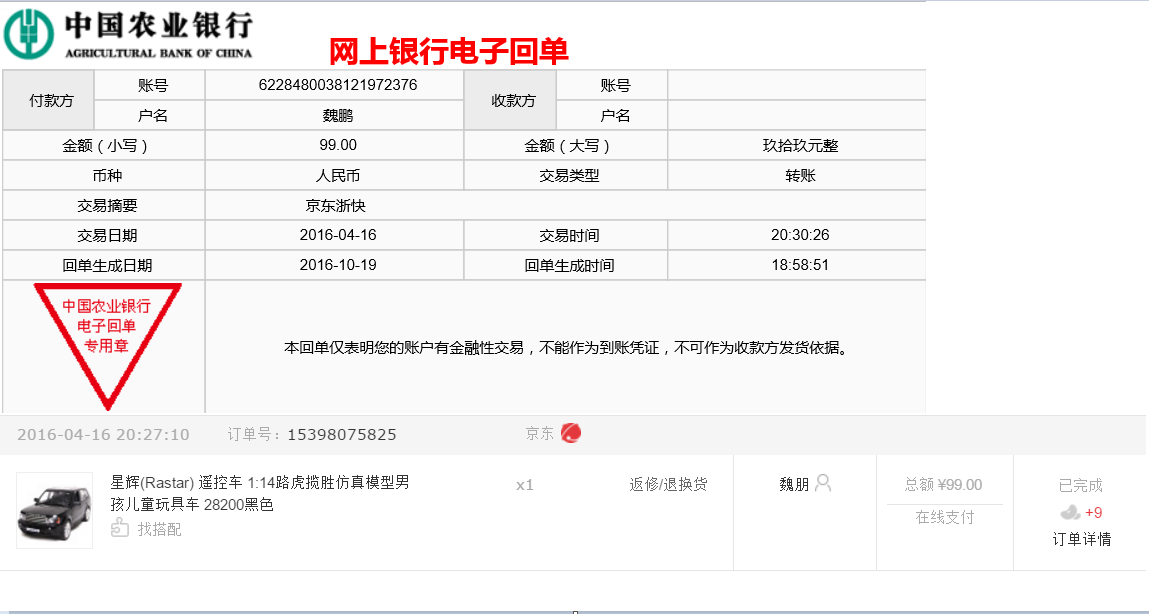 中国农业银行
AGRICULTURAL BANK OF CHINA
网上银行电子回单
付款方 账号 6228480038121972376 收款方 账号
户名 魏鹏 户名
金额（小写） 99.00 金额（大写） 玖拾玖元整
币种 人民币 交易类型 转账
交易摘要 京东浙快
交易日期 2016-04-16 交易时间 20:30:26
回单生成日期 2016-10-19 回单生成时间 18:58:51
中国农业银行
电子回单
专用章
本回单仅表明您的账户有金融性交易，不能作为到账凭证，不可作为收款方发货依据。
2016-04-16 20:27:10 订单号：15398075825 京东
星辉(Rastar) 遥控车 1:14路虎揽胜仿真模型男 x1 返修/退换货 魏朋 总额 ¥99.00 已完成
孩儿童玩具车 28200黑色 在线支付 +9
找搭配 订单详情